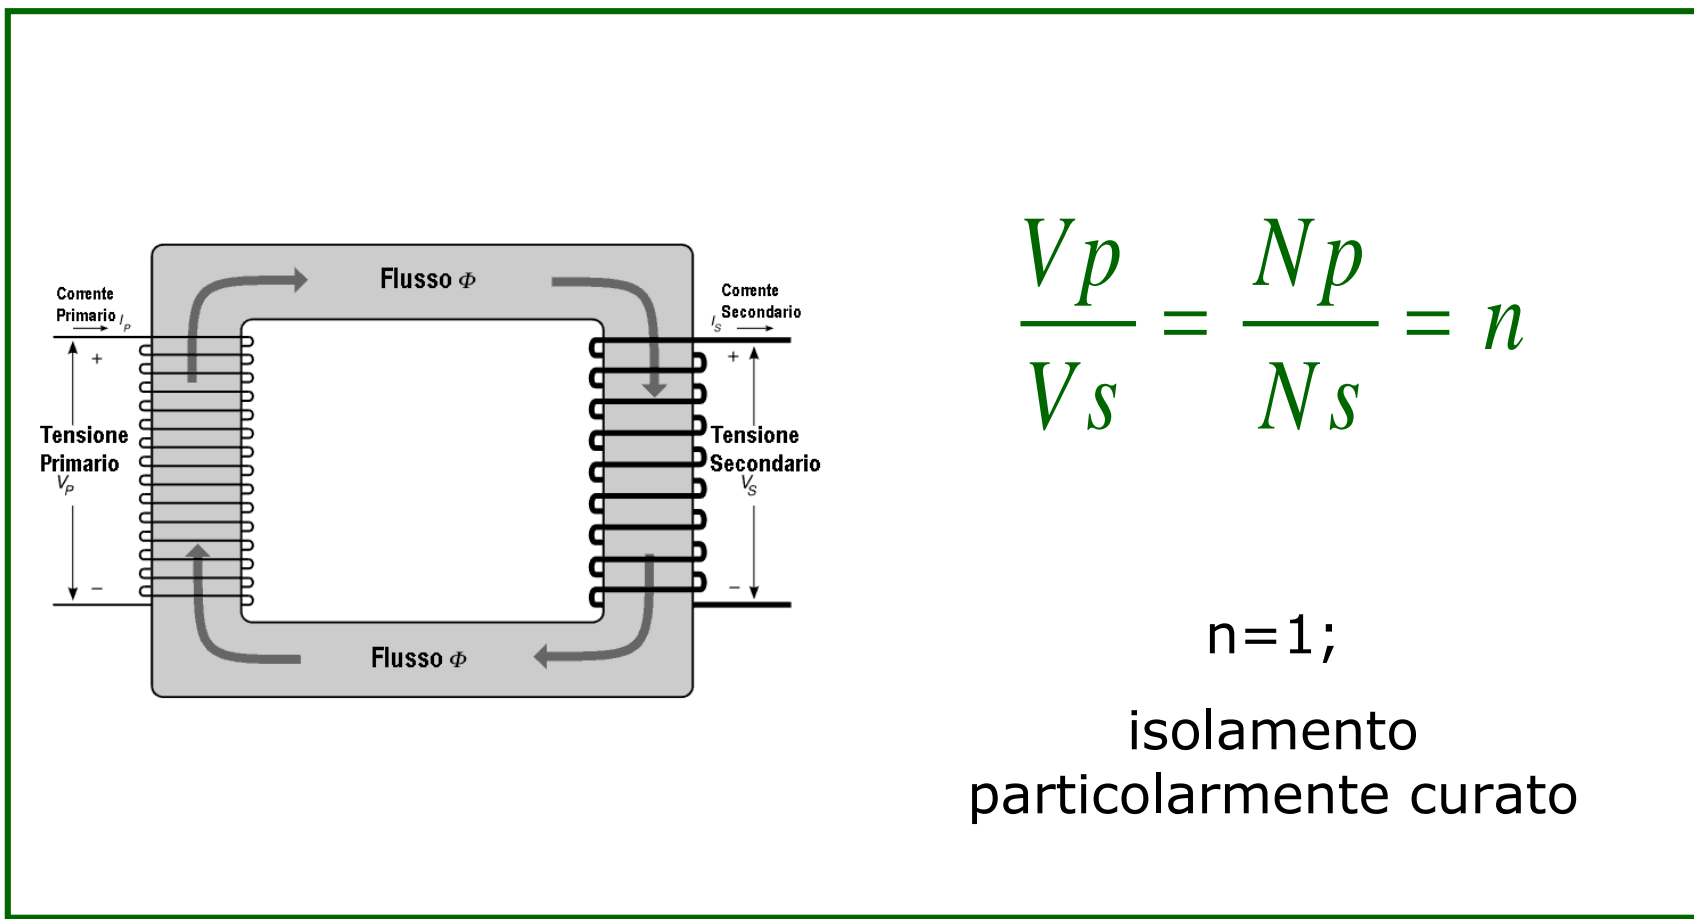 Flusso Φ
Corrente
Primario I_P
+
Tensione
Primario
V_P
−
Corrente
I_S Secondario
+
Tensione
Secondario
V_S
−
Flusso Φ
Vp/Vs = Np/Ns = n
n=1;
isolamento
particolarmente curato